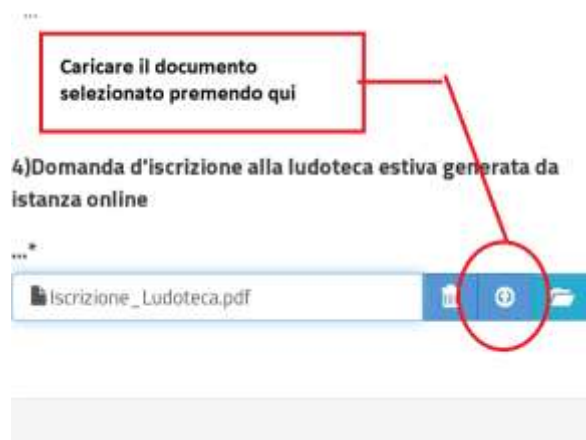 ...
Caricare il documento
selezionato premendo qui
4)Domanda d'iscrizione alla ludoteca estiva generata da
istanza online
...*
Iscrizione_Ludoteca.pdf